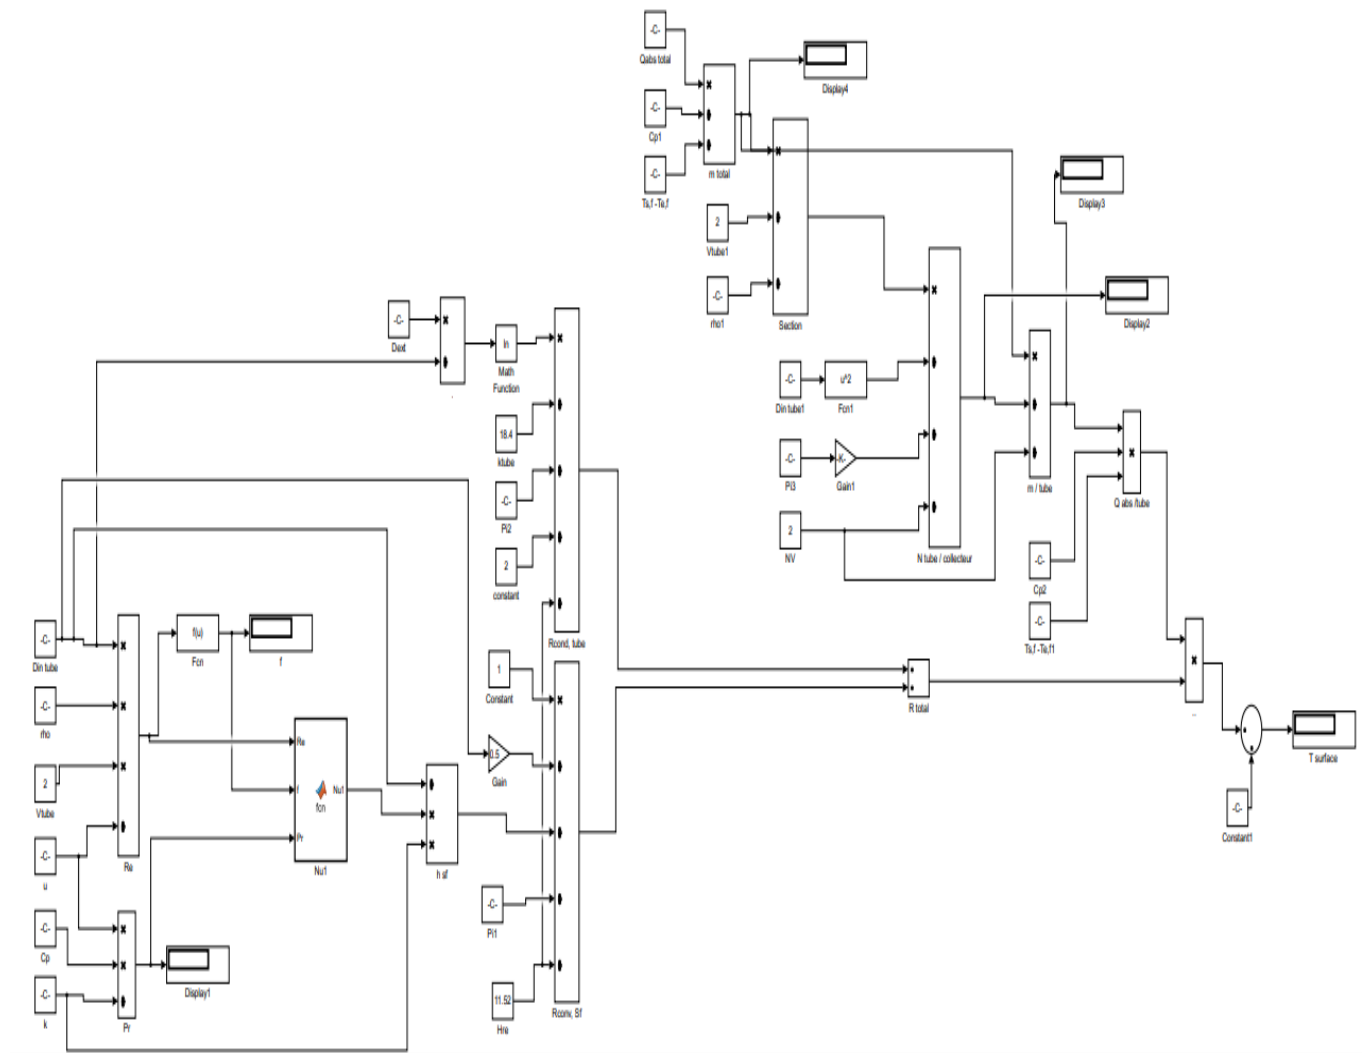 -C-
Qabs total
-C-
Cp1
-C-
Ts,f -Te,f
m total
Display4
2
Vtube1
-C-
rho1
Section
Display3
Display2
-C-
Dext
ln
Math
Function
18.4
ktube
-C-
Pi2
2
constant
Rcond, tube
-C-
Din tube1
u^2
Fcn1
-C-
Pi3
-K-
Gain1
2
NV
N tube / collecteur
m / tube
Q abs /tube
-C-
Cp2
-C-
Ts,f -Te,f1
-C-
Din tube
-C-
rho
2
Vtube
-C-
u
-C-
Cp
-C-
k
Re
Pr
f(u)
Fcn
f
Re
f
Pr
Nu1
fcn
Nu1
Display1
h sf
1
Constant
0.5
Gain
-C-
Pi1
11.52
Hre
Rconv, Sf
R total
-C-
Constant1
T surface